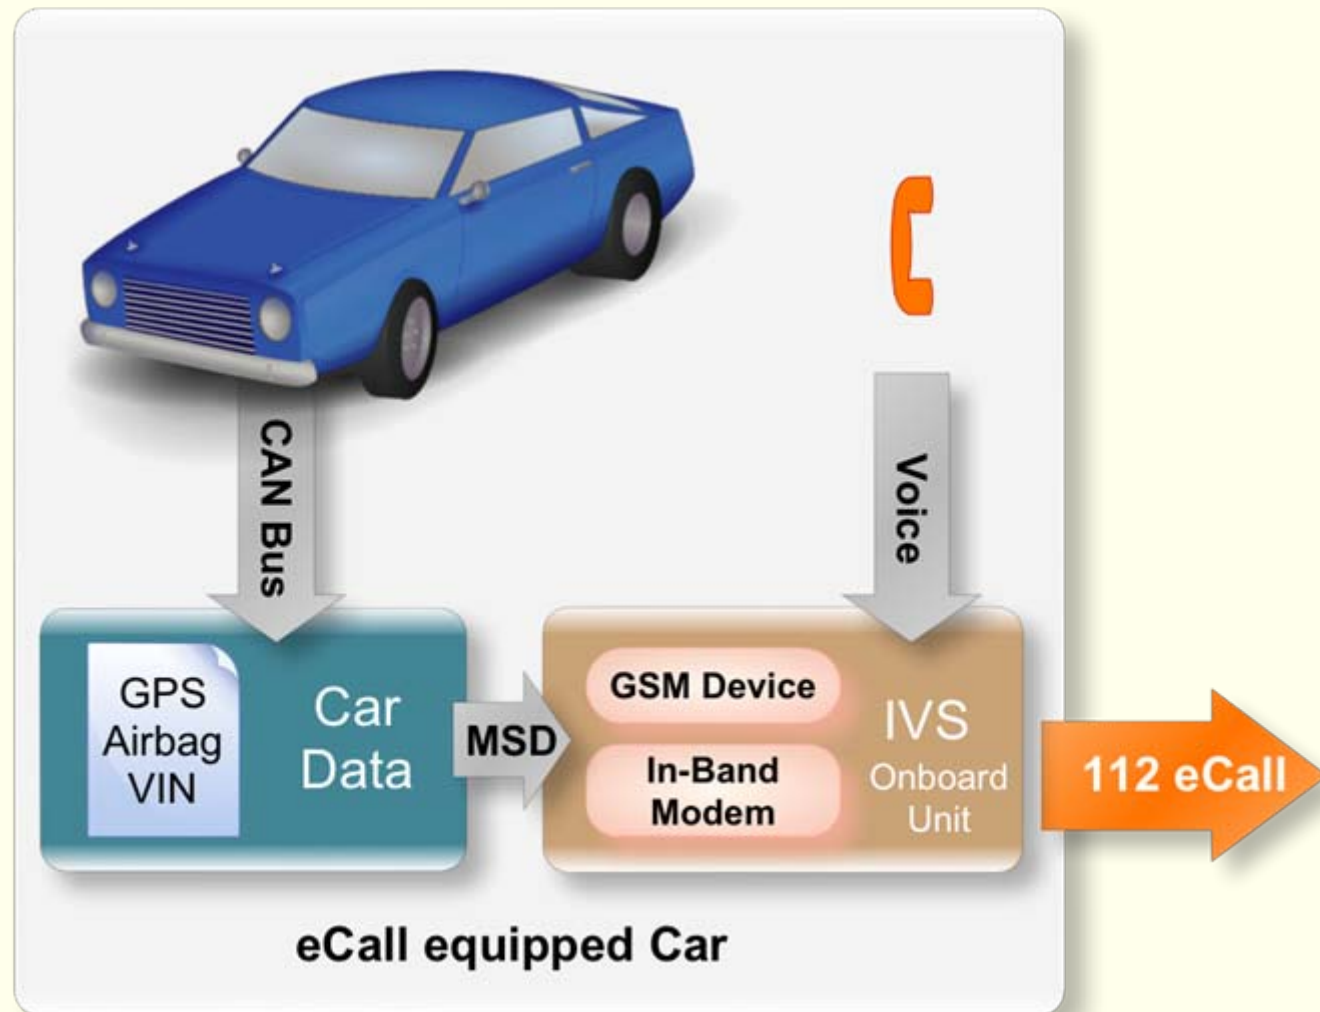 CAN Bus
Voice
GPS
Airbag
VIN
Car
Data
MSD
GSM Device
In-Band
Modem
IVS
Onboard
Unit
112 eCall
eCall equipped Car